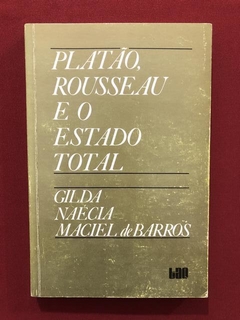 PLATÃO,
ROUSSEAU
E O
ESTADO
TOTAL
GILDA
NAÉCIA
MACIEL de BARROS